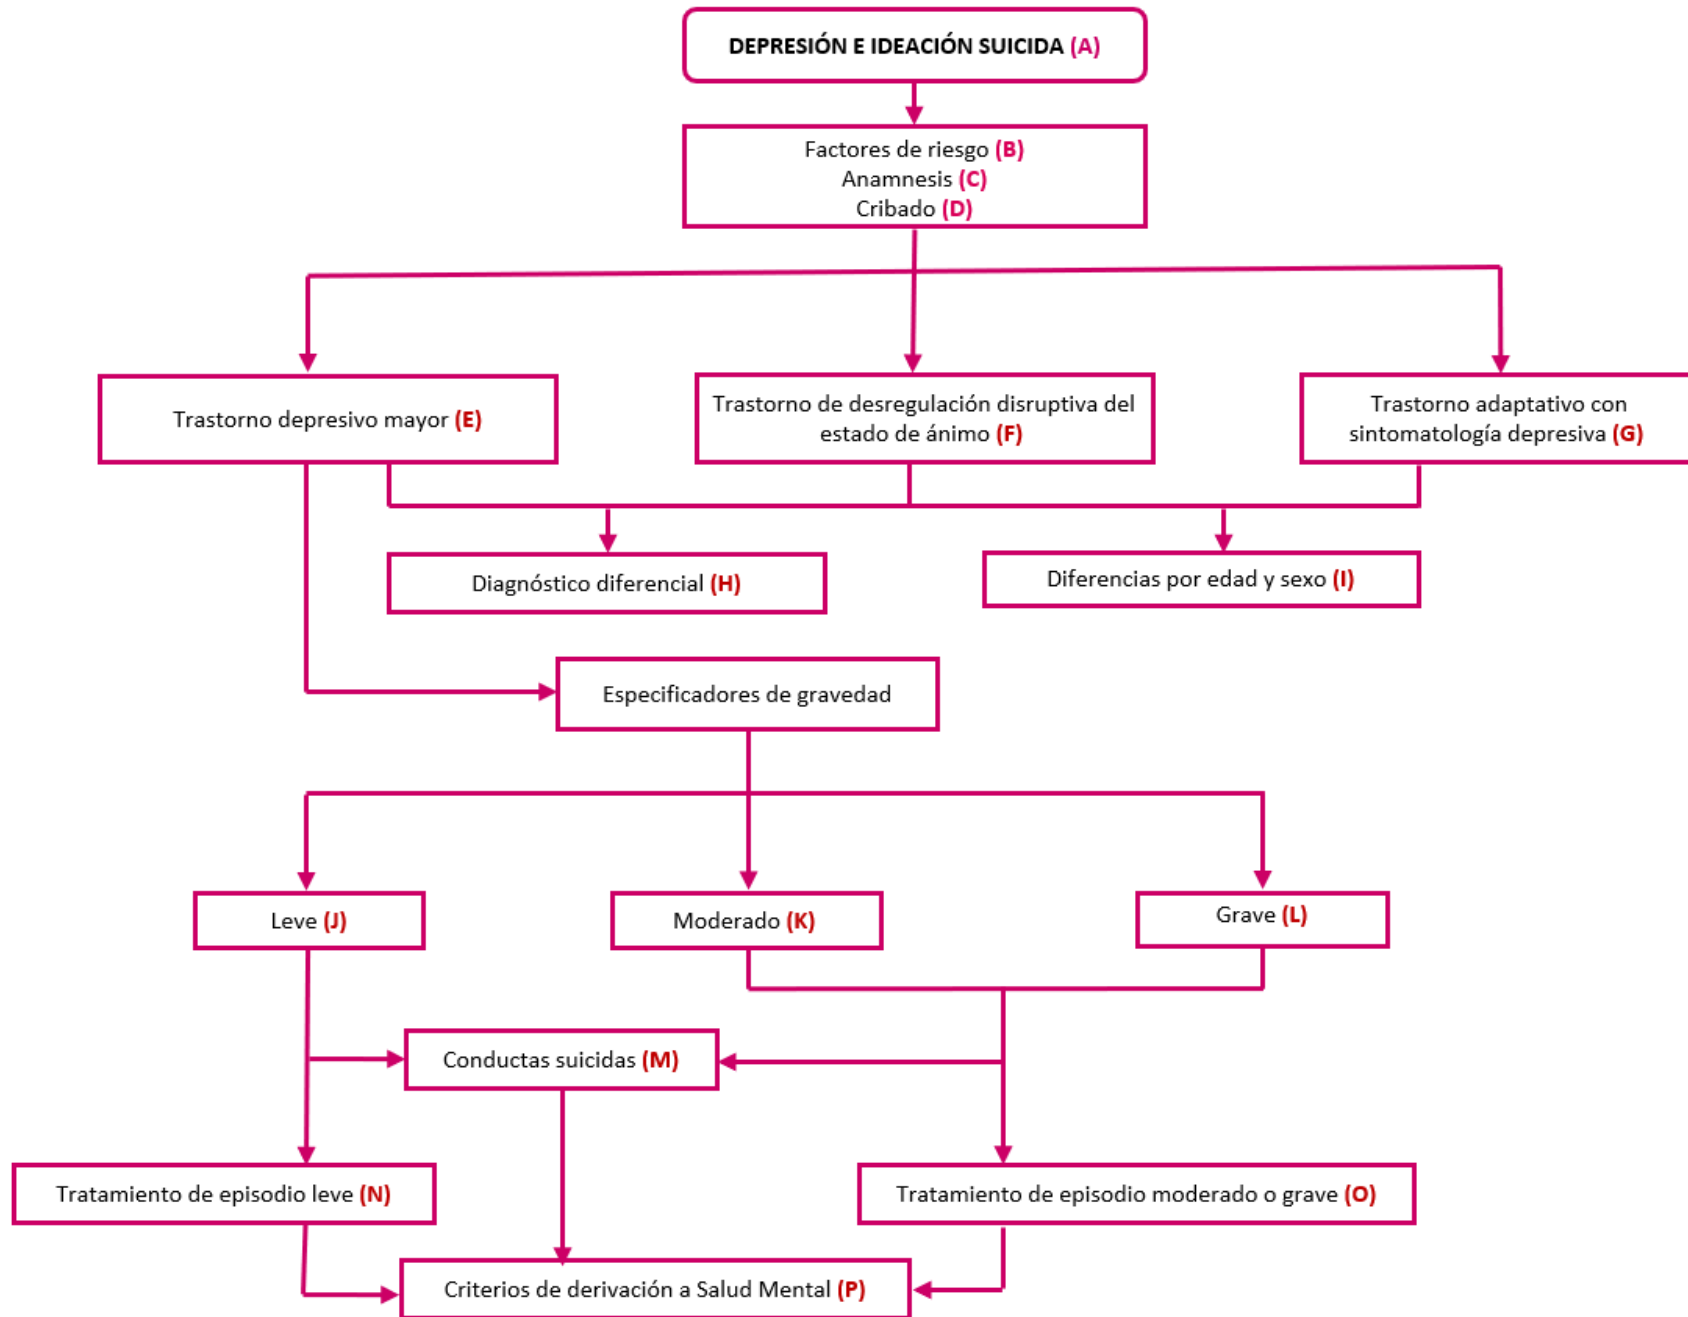 DEPRESIÓN E IDEACIÓN SUICIDA (A)
Factores de riesgo (B)
Anamnesis (C)
Cribado (D)
Trastorno depresivo mayor (E)
Trastorno de desregulación disruptiva del
estado de ánimo (F)
Trastorno adaptativo con
sintomatología depresiva (G)
Diagnóstico diferencial (H)
Diferencias por edad y sexo (I)
Especificadores de gravedad
Leve (J)
Moderado (K)
Grave (L)
Conductas suicidas (M)
Tratamiento de episodio leve (N)
Tratamiento de episodio moderado o grave (O)
Criterios de derivación a Salud Mental (P)